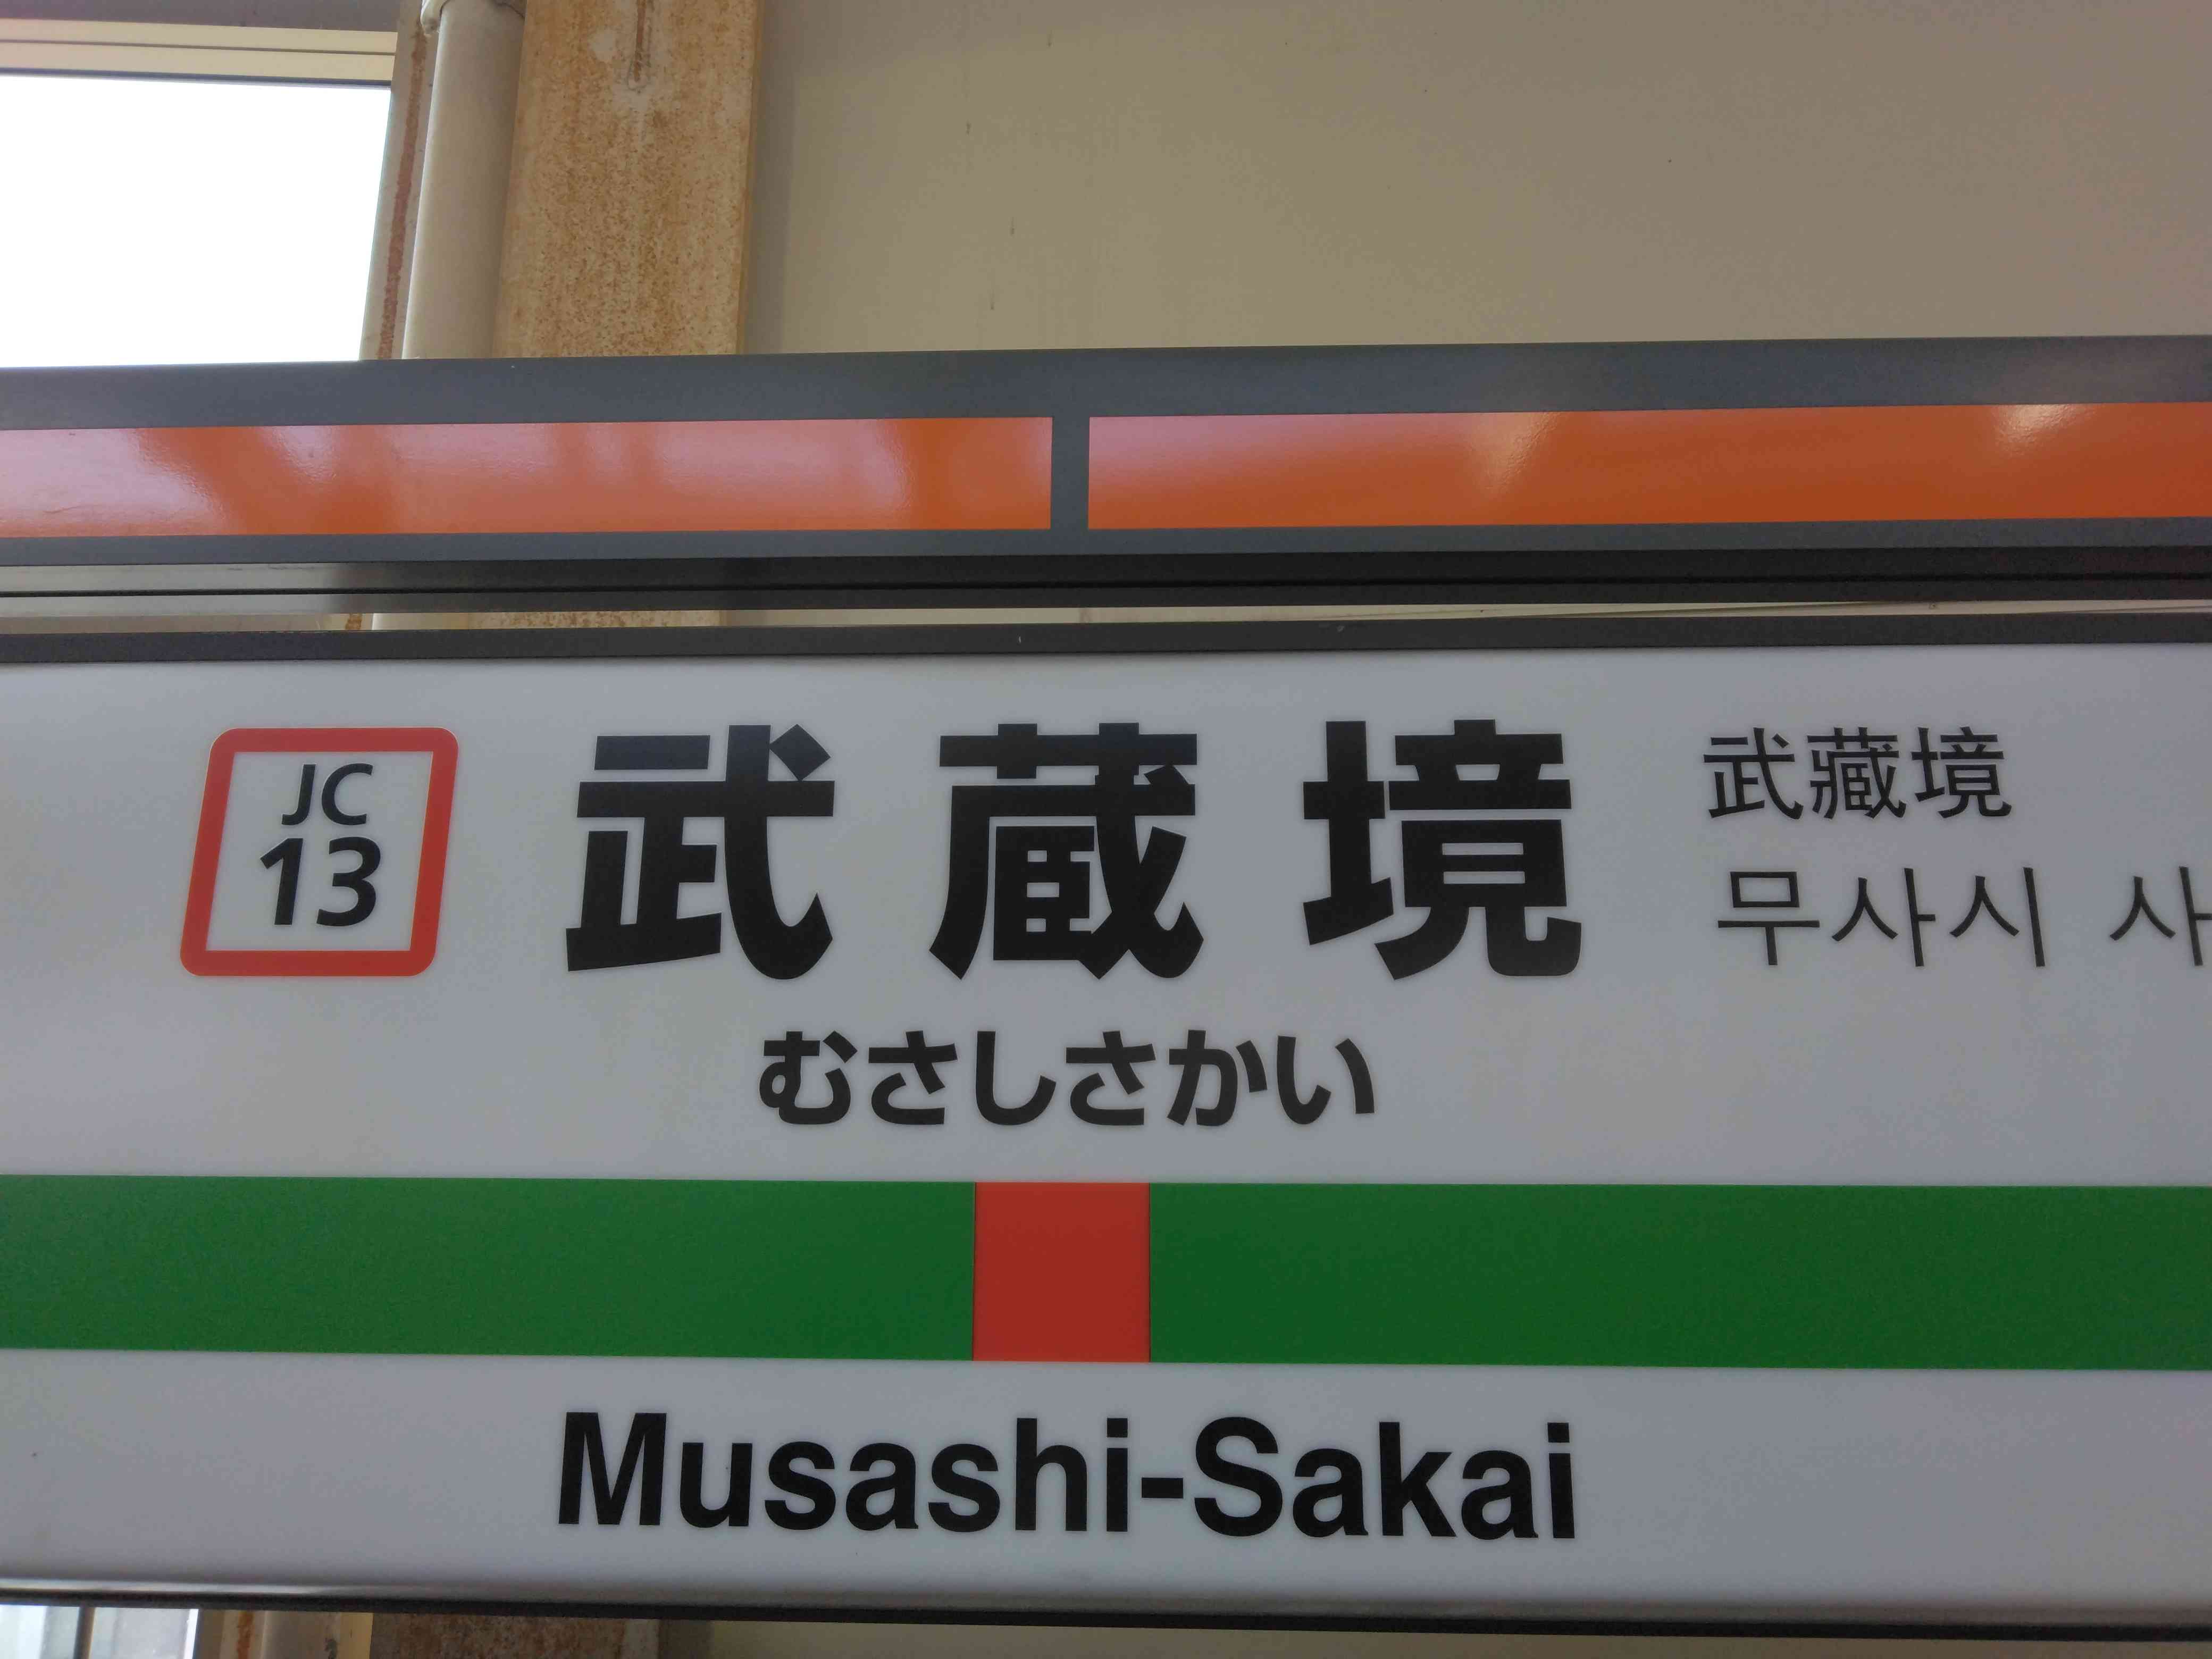 JC
13
武蔵境
武藏境
무사시 사
むさしさかい
Musashi-Sakai